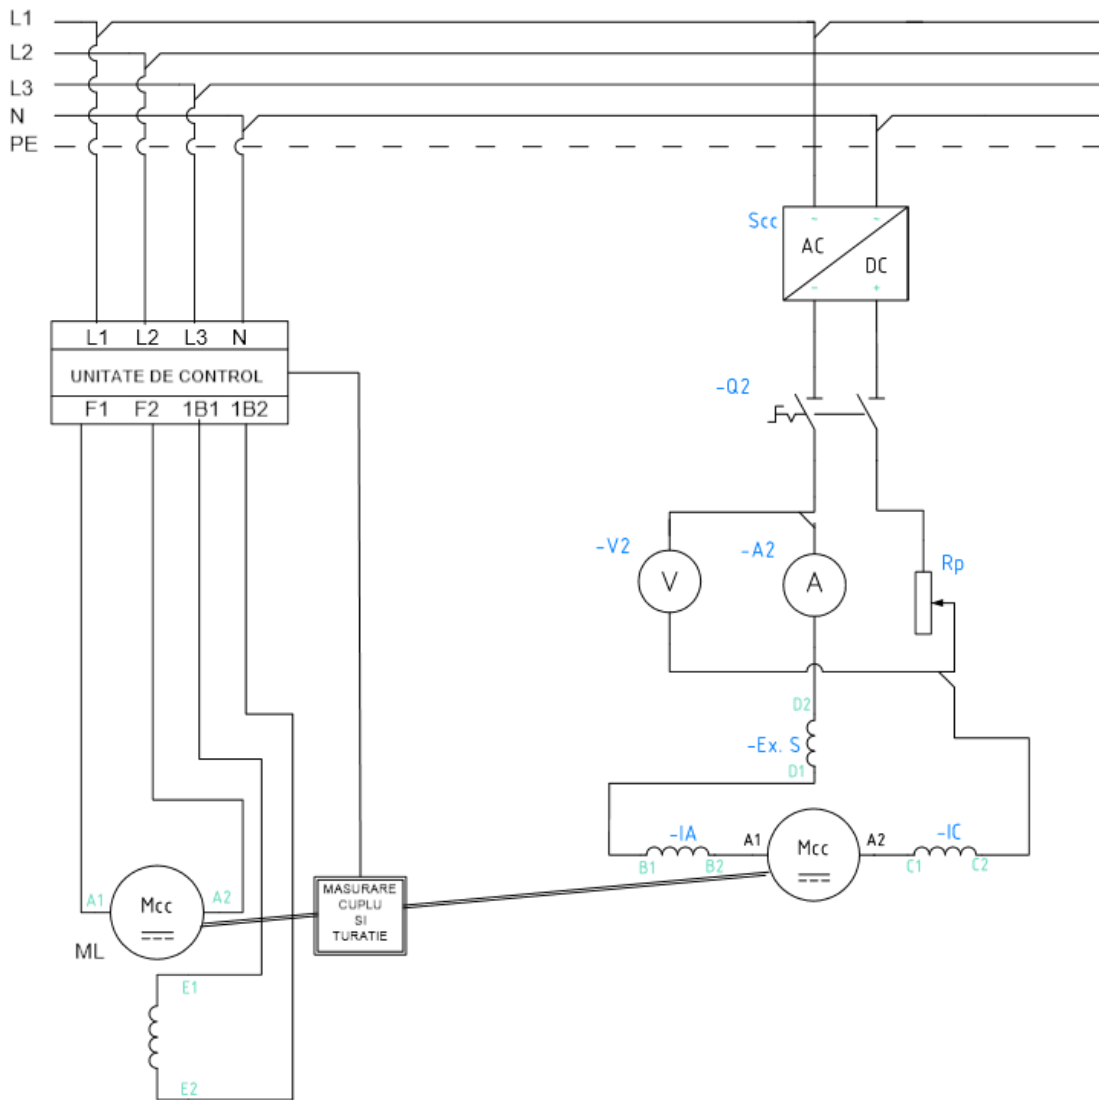 L1
L2
L3
N
PE
Scc
~ ~
AC
DC
- +
L1 L2 L3 N
UNITATE DE CONTROL
F1 F2 1B1 1B2
-Q2
-V2
V
-A2
A
Rp
D2
-Ex. S
D1
-IA
A1
Mcc
A2
-IC
B1 B2
C1 C2
A1
Mcc
A2
ML
MASURARE
CUPLU
SI
TURATIE
E1
E2